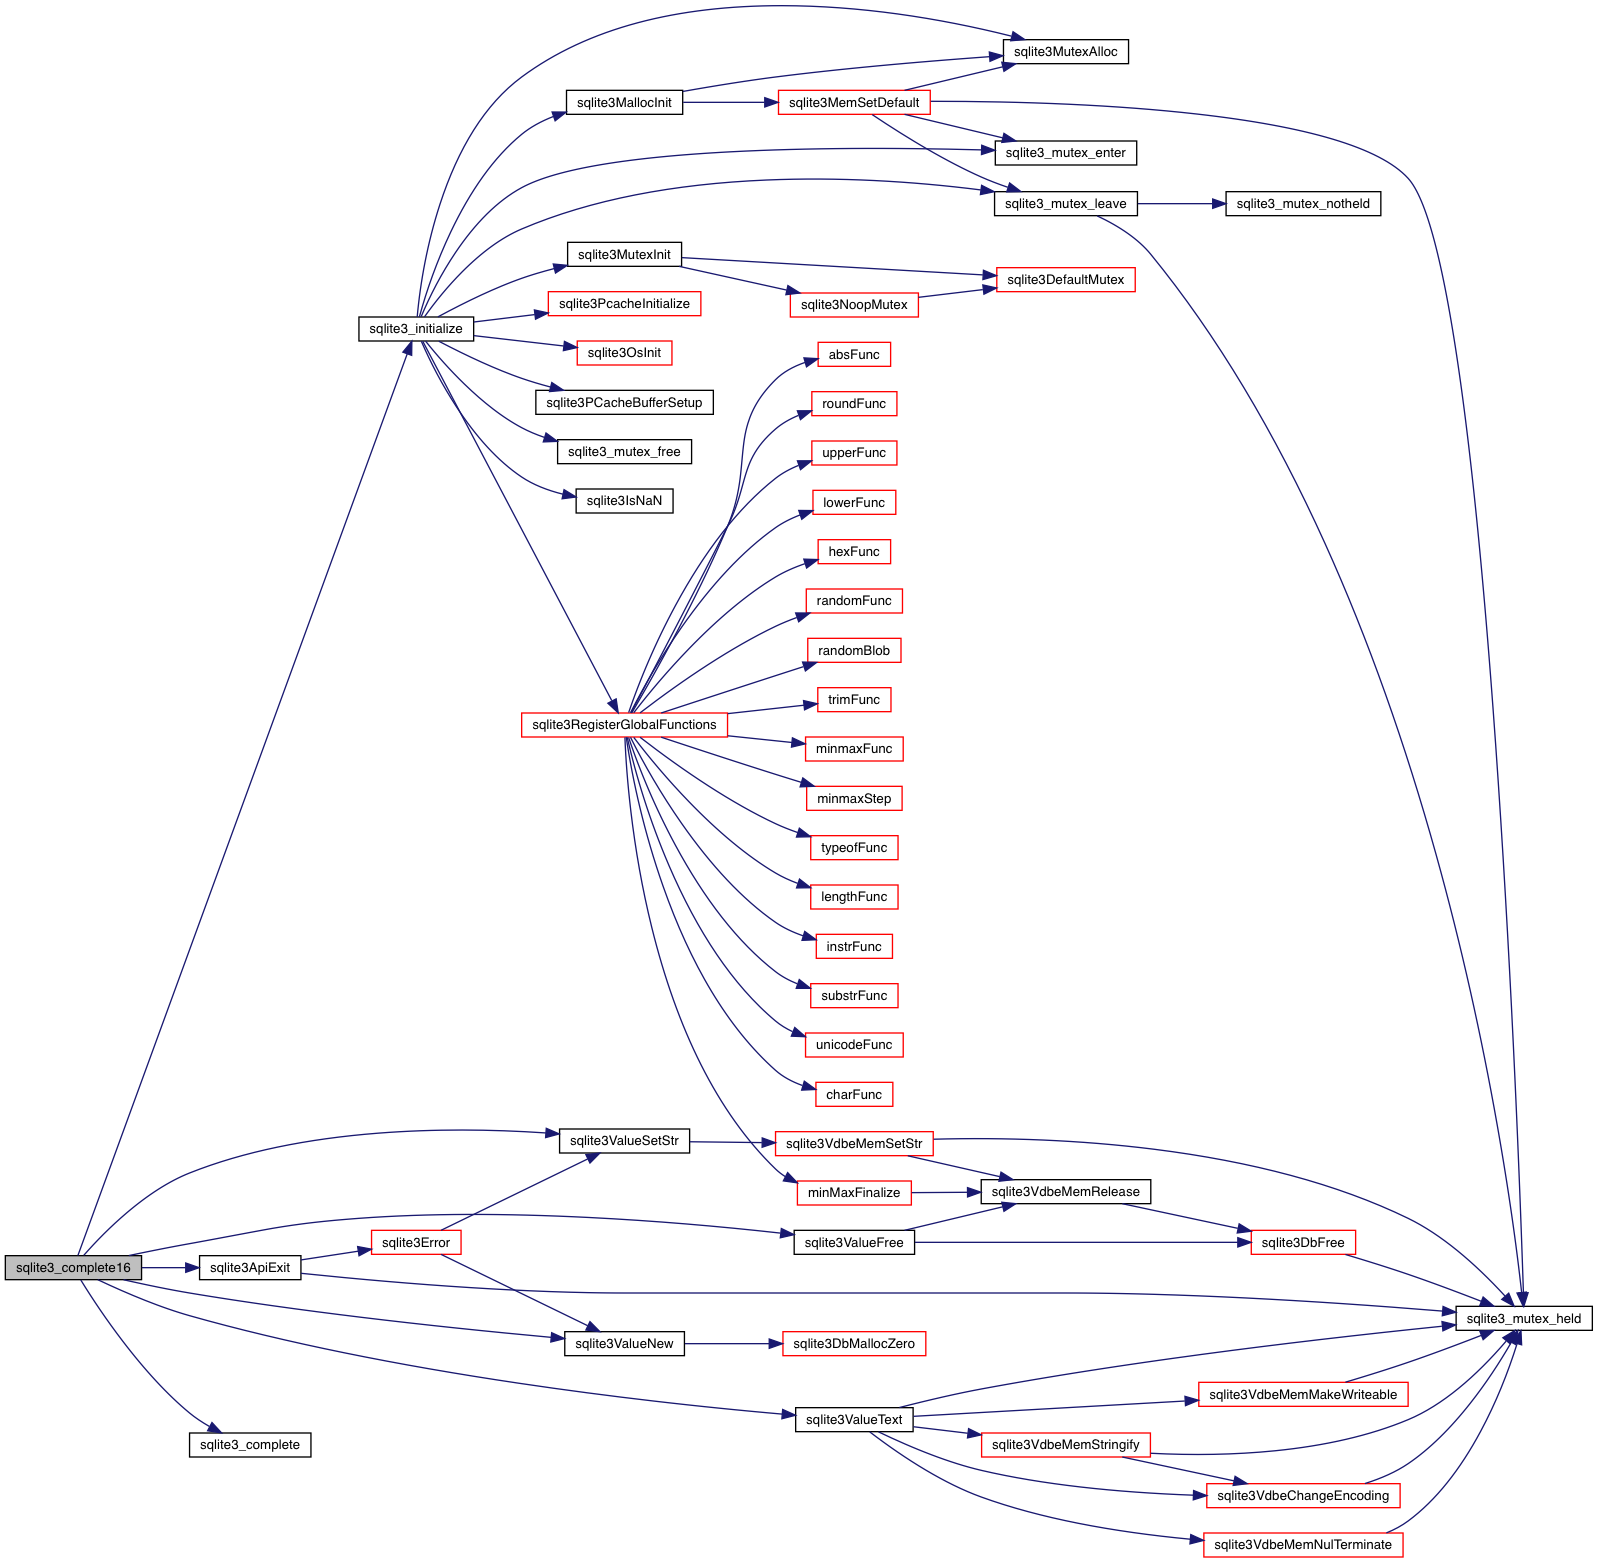 sqlite3MutexAlloc
sqlite3MallocInit
sqlite3MemSetDefault
sqlite3_mutex_enter
sqlite3_mutex_leave
sqlite3_mutex_notheld
sqlite3MutexInit
sqlite3DefaultMutex
sqlite3PcacheInitialize
sqlite3NoopMutex
sqlite3_initialize
sqlite3OsInit
absFunc
sqlite3PCacheBufferSetup
roundFunc
sqlite3_mutex_free
upperFunc
sqlite3IsNaN
lowerFunc
hexFunc
randomFunc
randomBlob
trimFunc
sqlite3RegisterGlobalFunctions
minmaxFunc
minmaxStep
typeofFunc
lengthFunc
instrFunc
substrFunc
unicodeFunc
charFunc
sqlite3ValueSetStr
sqlite3VdbeMemSetStr
minMaxFinalize
sqlite3VdbeMemRelease
sqlite3Error
sqlite3ValueFree
sqlite3DbFree
sqlite3_complete16
sqlite3ApiExit
sqlite3_mutex_held
sqlite3ValueNew
sqlite3DbMallocZero
sqlite3VdbeMemMakeWriteable
sqlite3ValueText
sqlite3_complete
sqlite3VdbeMemStringify
sqlite3VdbeChangeEncoding
sqlite3VdbeMemNulTerminate